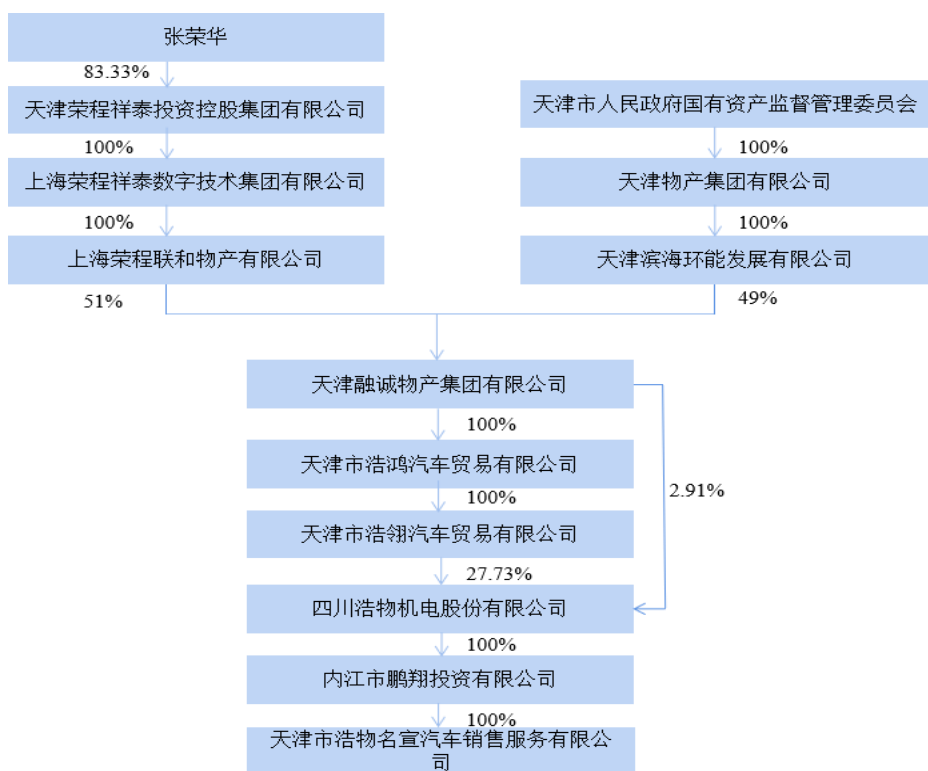 张荣华
83.33%
天津荣程祥泰投资控股集团有限公司
天津市人民政府国有资产监督管理委员会
100%
100%
上海荣程祥泰数字技术集团有限公司
天津物产集团有限公司
100%
100%
上海荣程联和物产有限公司
天津滨海环能发展有限公司
51%
49%
天津融诚物产集团有限公司
100%
天津市浩鸿汽车贸易有限公司
2.91%
100%
天津市浩翎汽车贸易有限公司
27.73%
四川浩物机电股份有限公司
100%
内江市鹏翔投资有限公司
100%
天津市浩物名宣汽车销售服务有限公
司